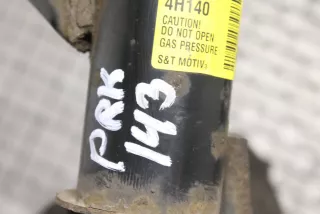 4H140
CAUTION!
DO NOT OPEN
GAS PRESSURE
S&T MOTIV
PRK
143